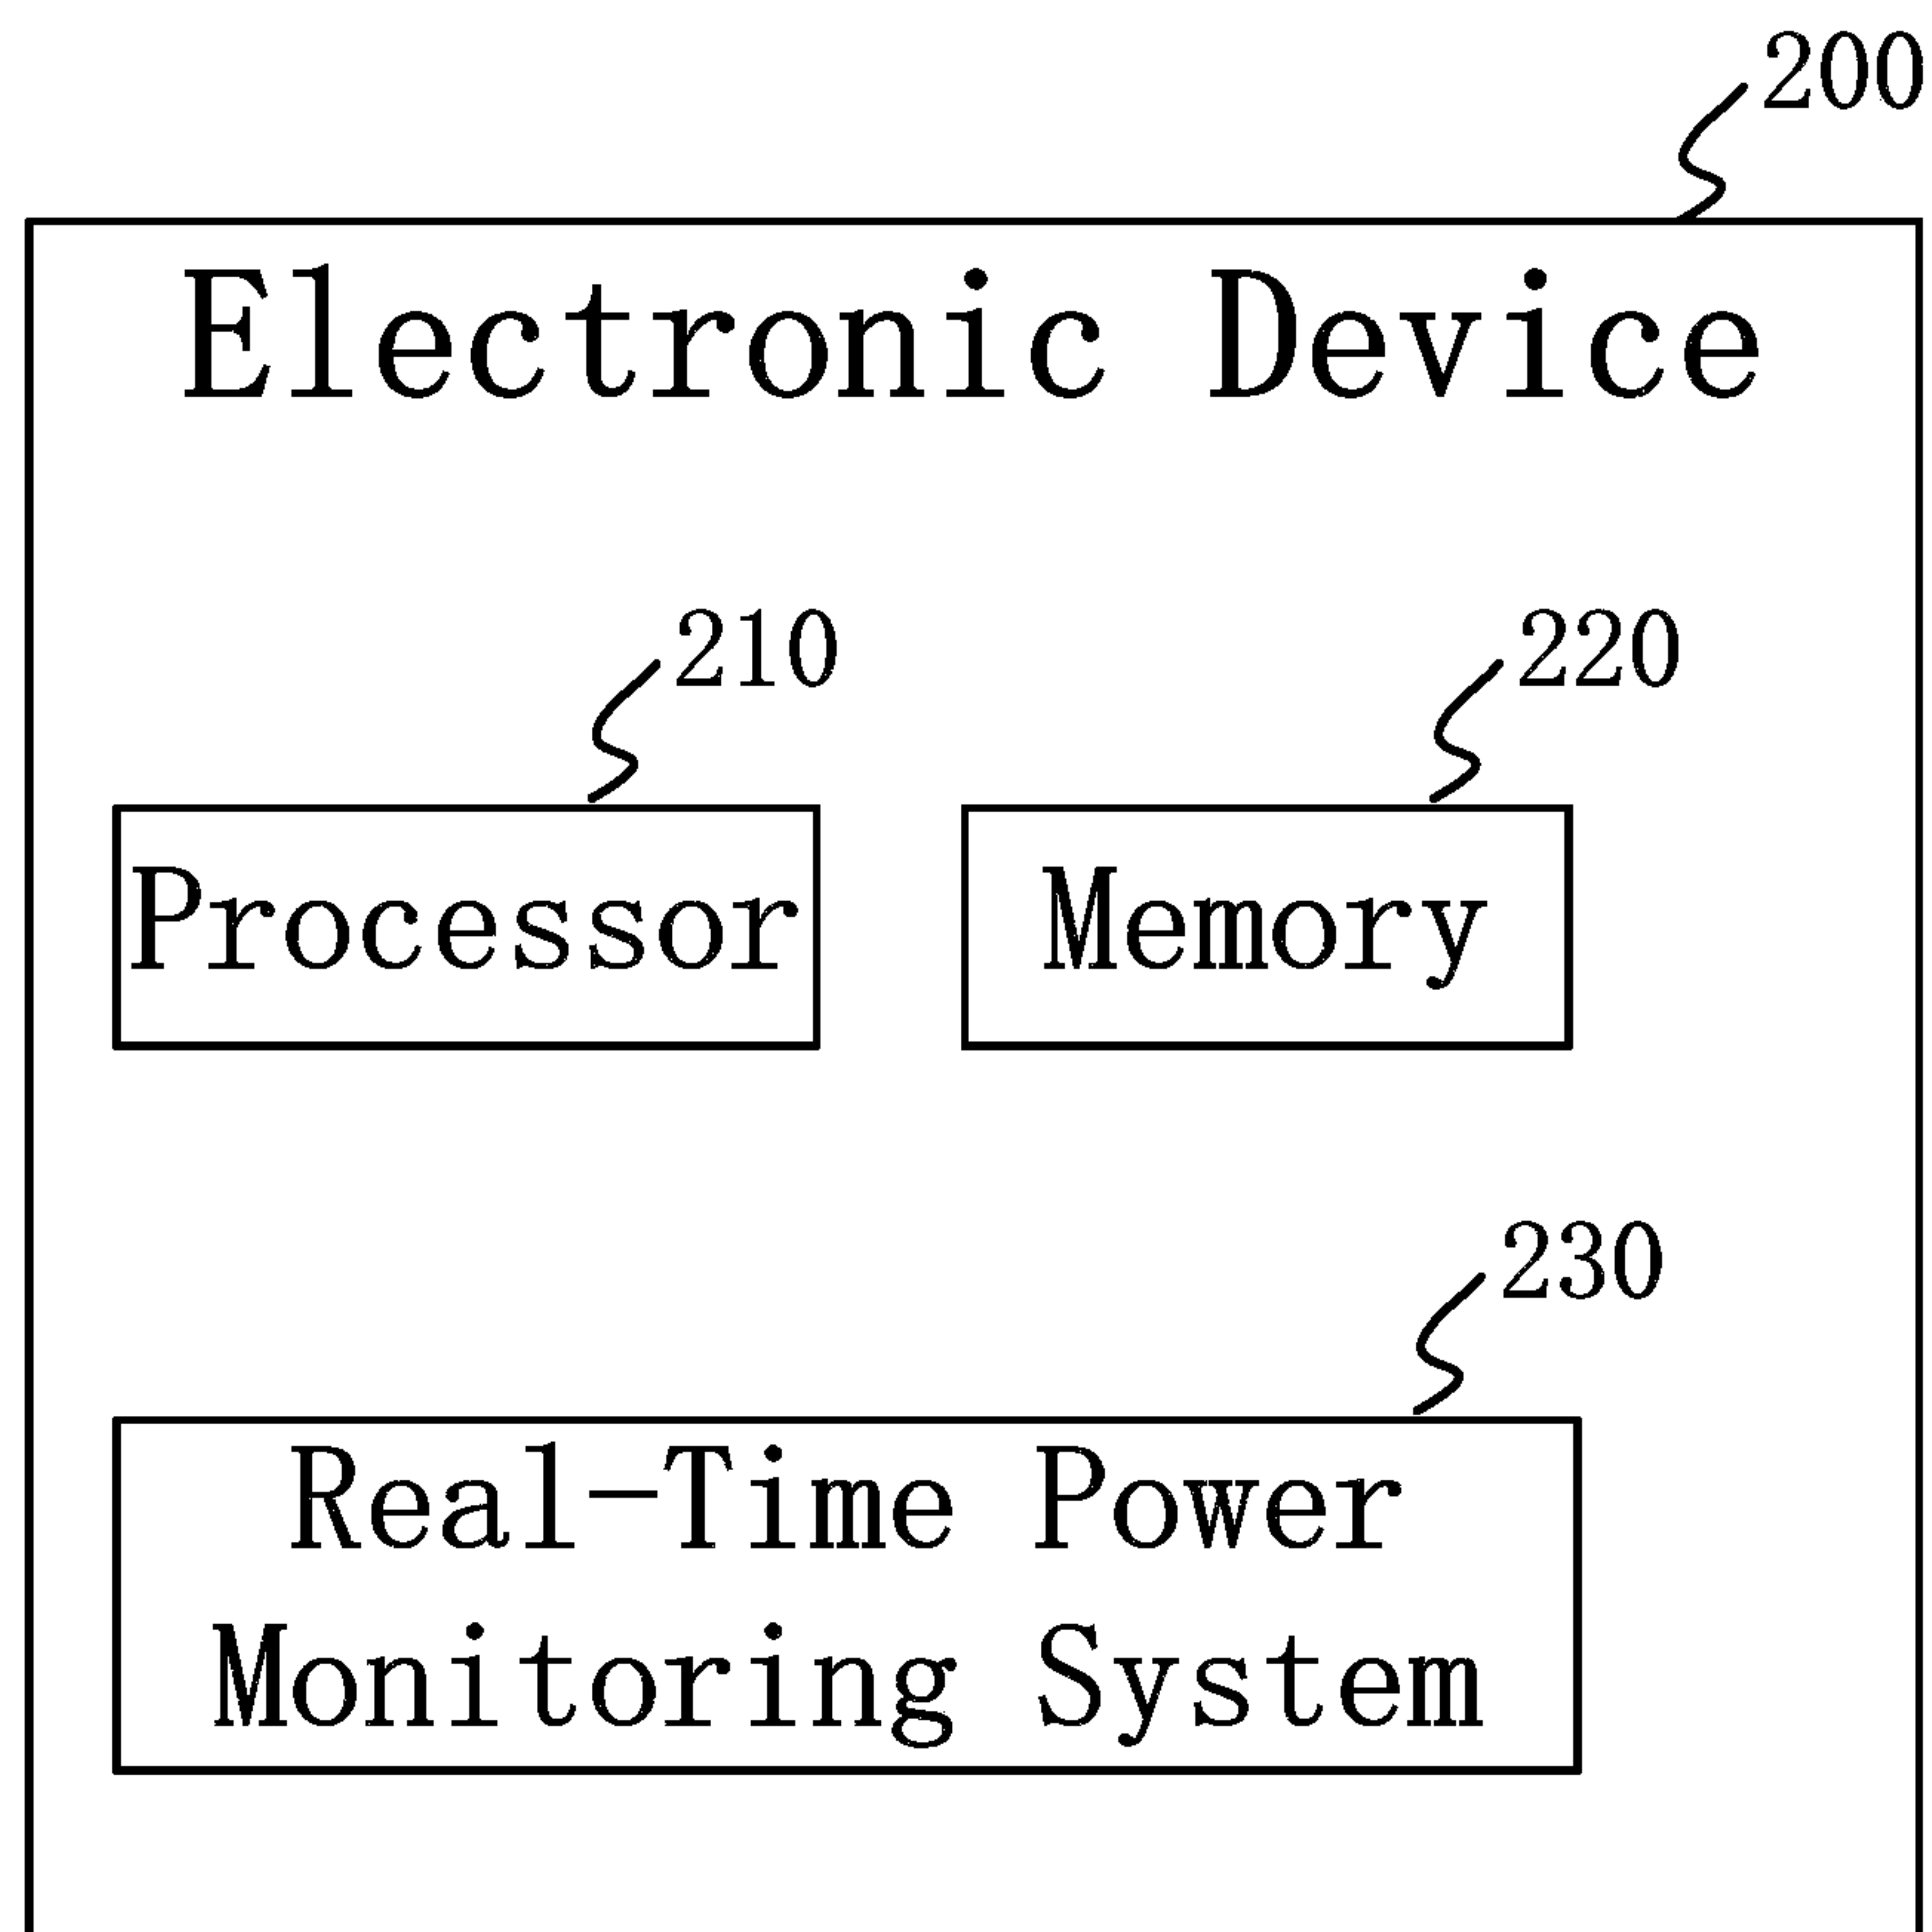 200
Electronic Device
210
220
Processor
Memory
230
Real-Time Power
Monitoring System